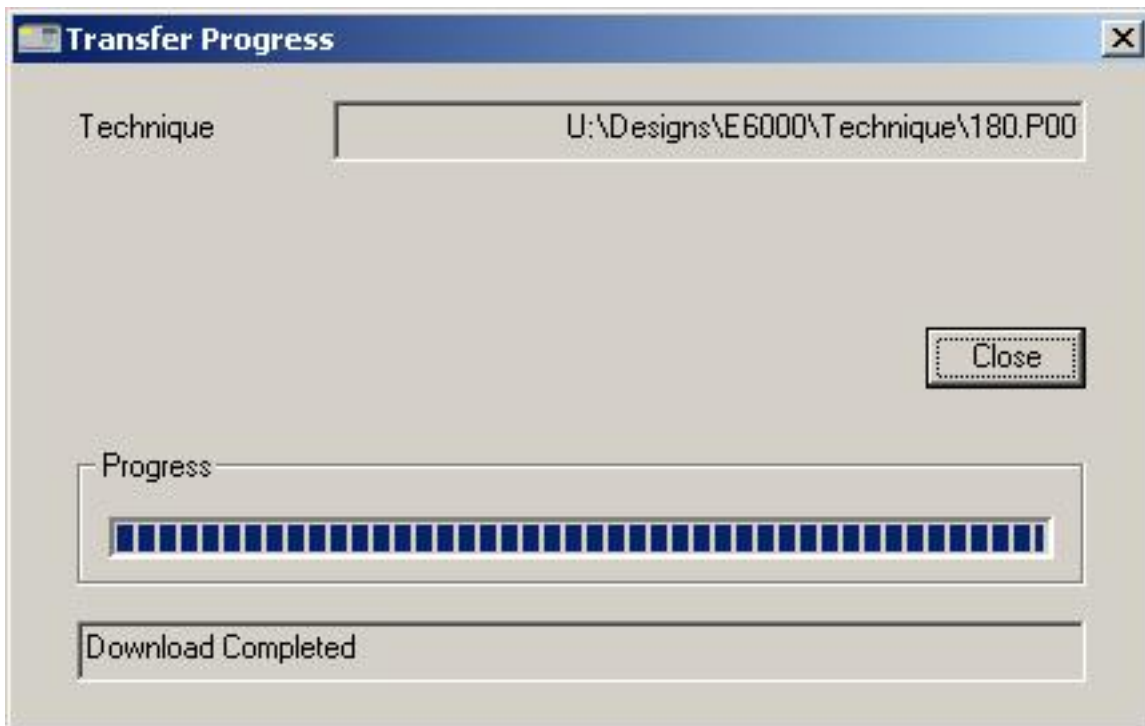 Transfer Progress
Technique
U:\Designs\E6000\Technique\180.P00
Close
Progress
Download Completed